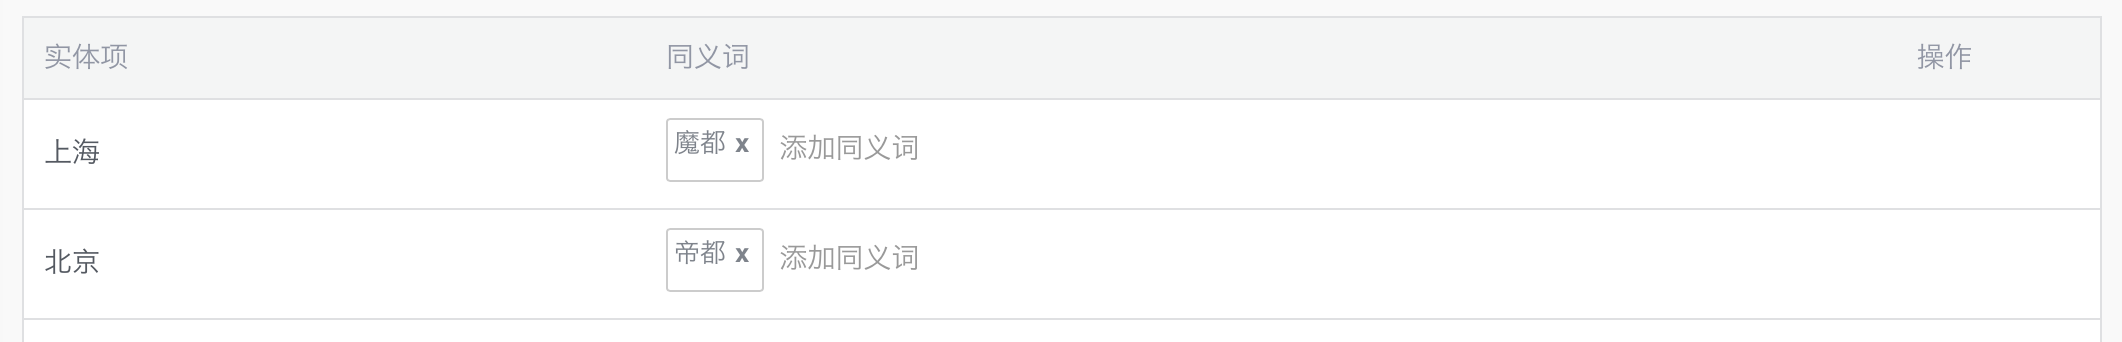 实体项 同义词 操作
上海 魔都 x 添加同义词
北京 帝都 x 添加同义词